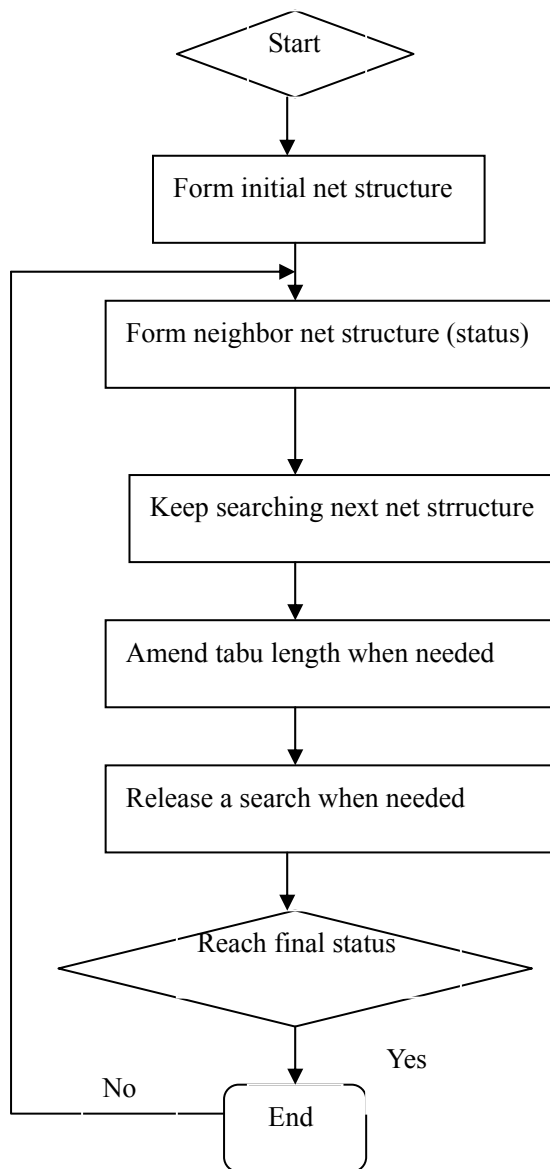 Start
Form initial net structure
Form neighbor net structure (status)
Keep searching next net strructure
Amend tabu length when needed
Release a search when needed
Reach final status
Yes
No
End